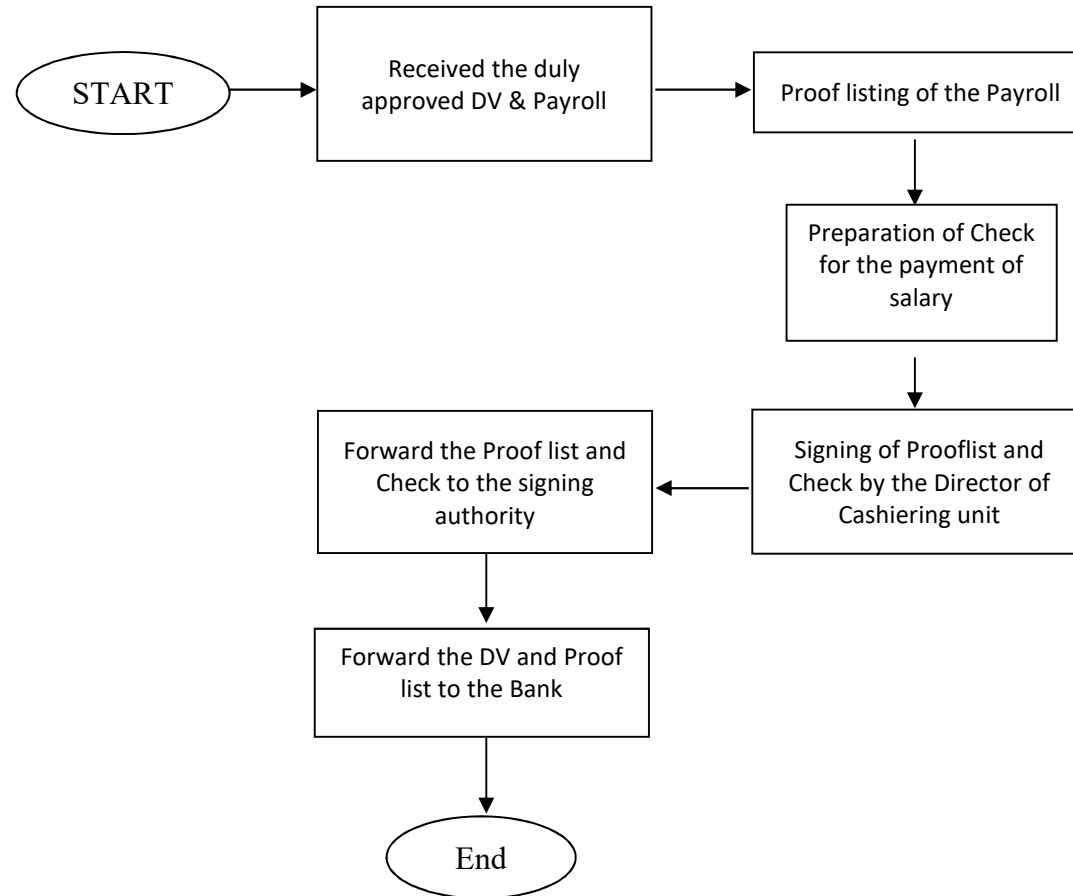 START
Received the duly
approved DV & Payroll
Proof listing of the Payroll
Preparation of Check
for the payment of
salary
Signing of Prooflist and
Check by the Director of
Cashiering unit
Forward the Proof list and
Check to the signing
authority
Forward the DV and Proof
list to the Bank
End